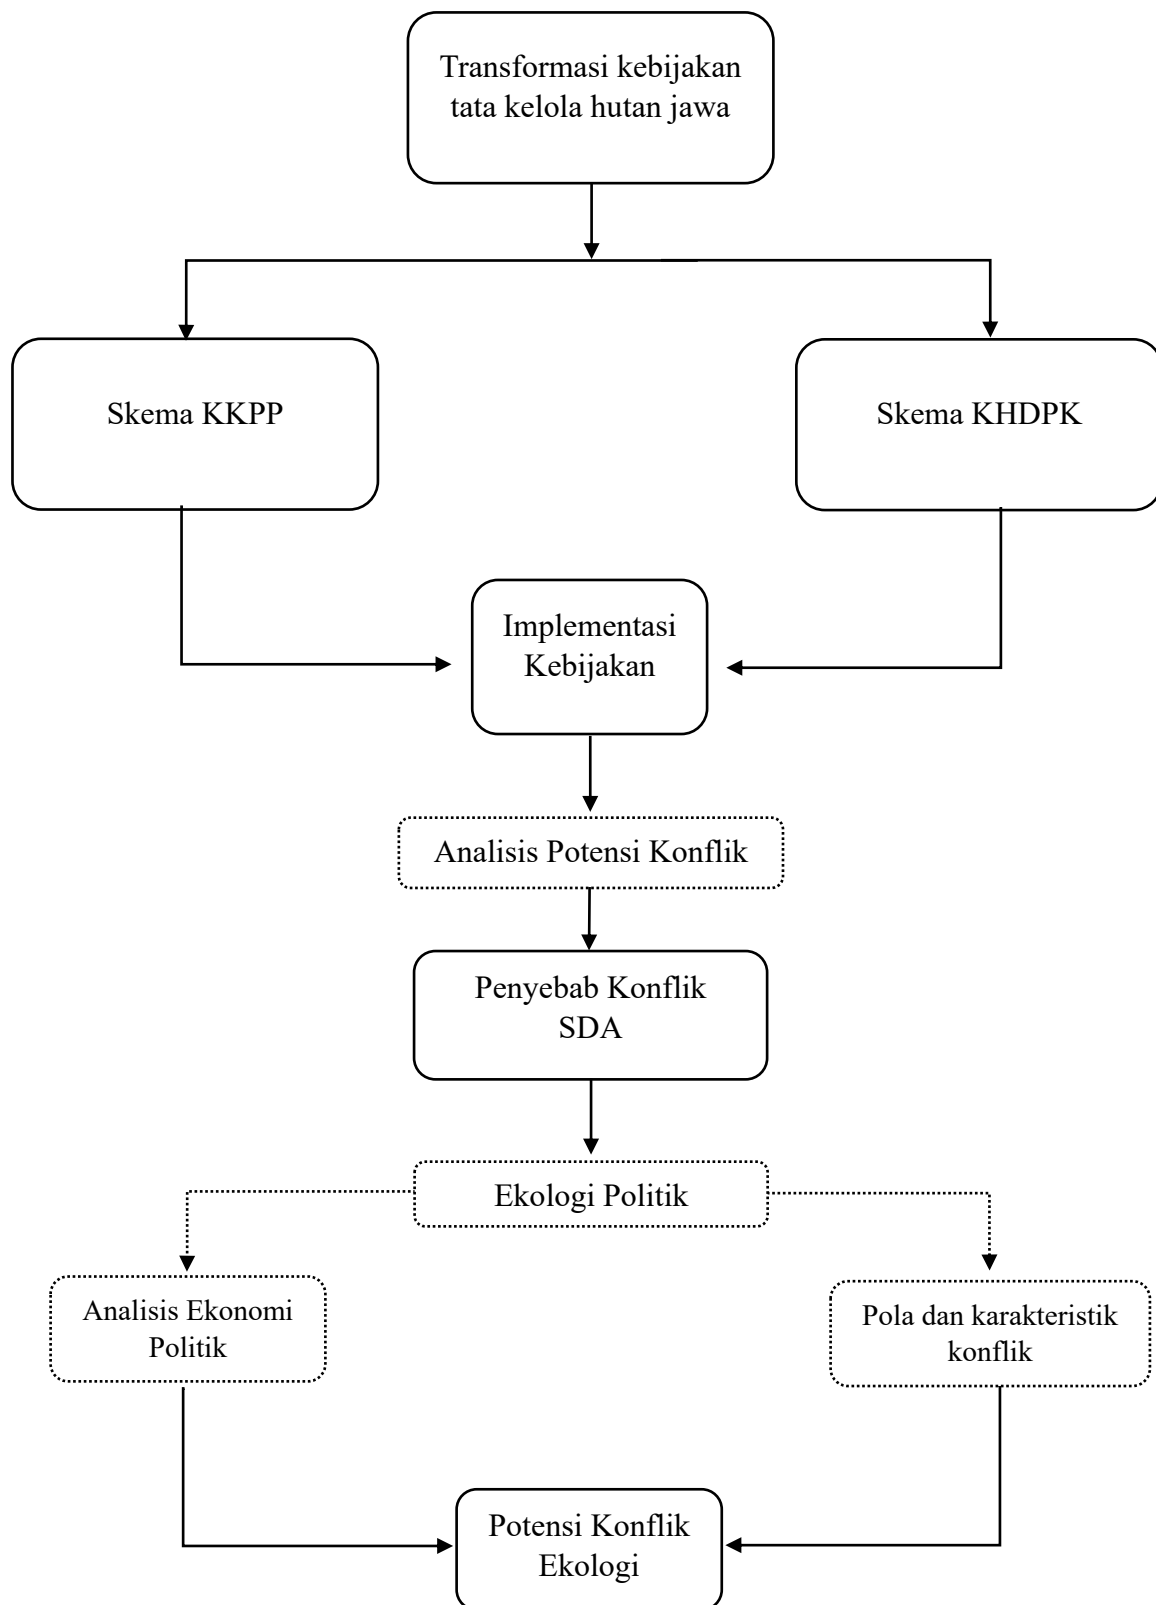 Transformasi kebijakan
tata kelola hutan jawa
Skema KKPP
Skema KHDPK
Implementasi
Kebijakan
Analisis Potensi Konflik
Penyebab Konflik
SDA
Ekologi Politik
Analisis Ekonomi
Politik
Pola dan karakteristik
konflik
Potensi Konflik
Ekologi